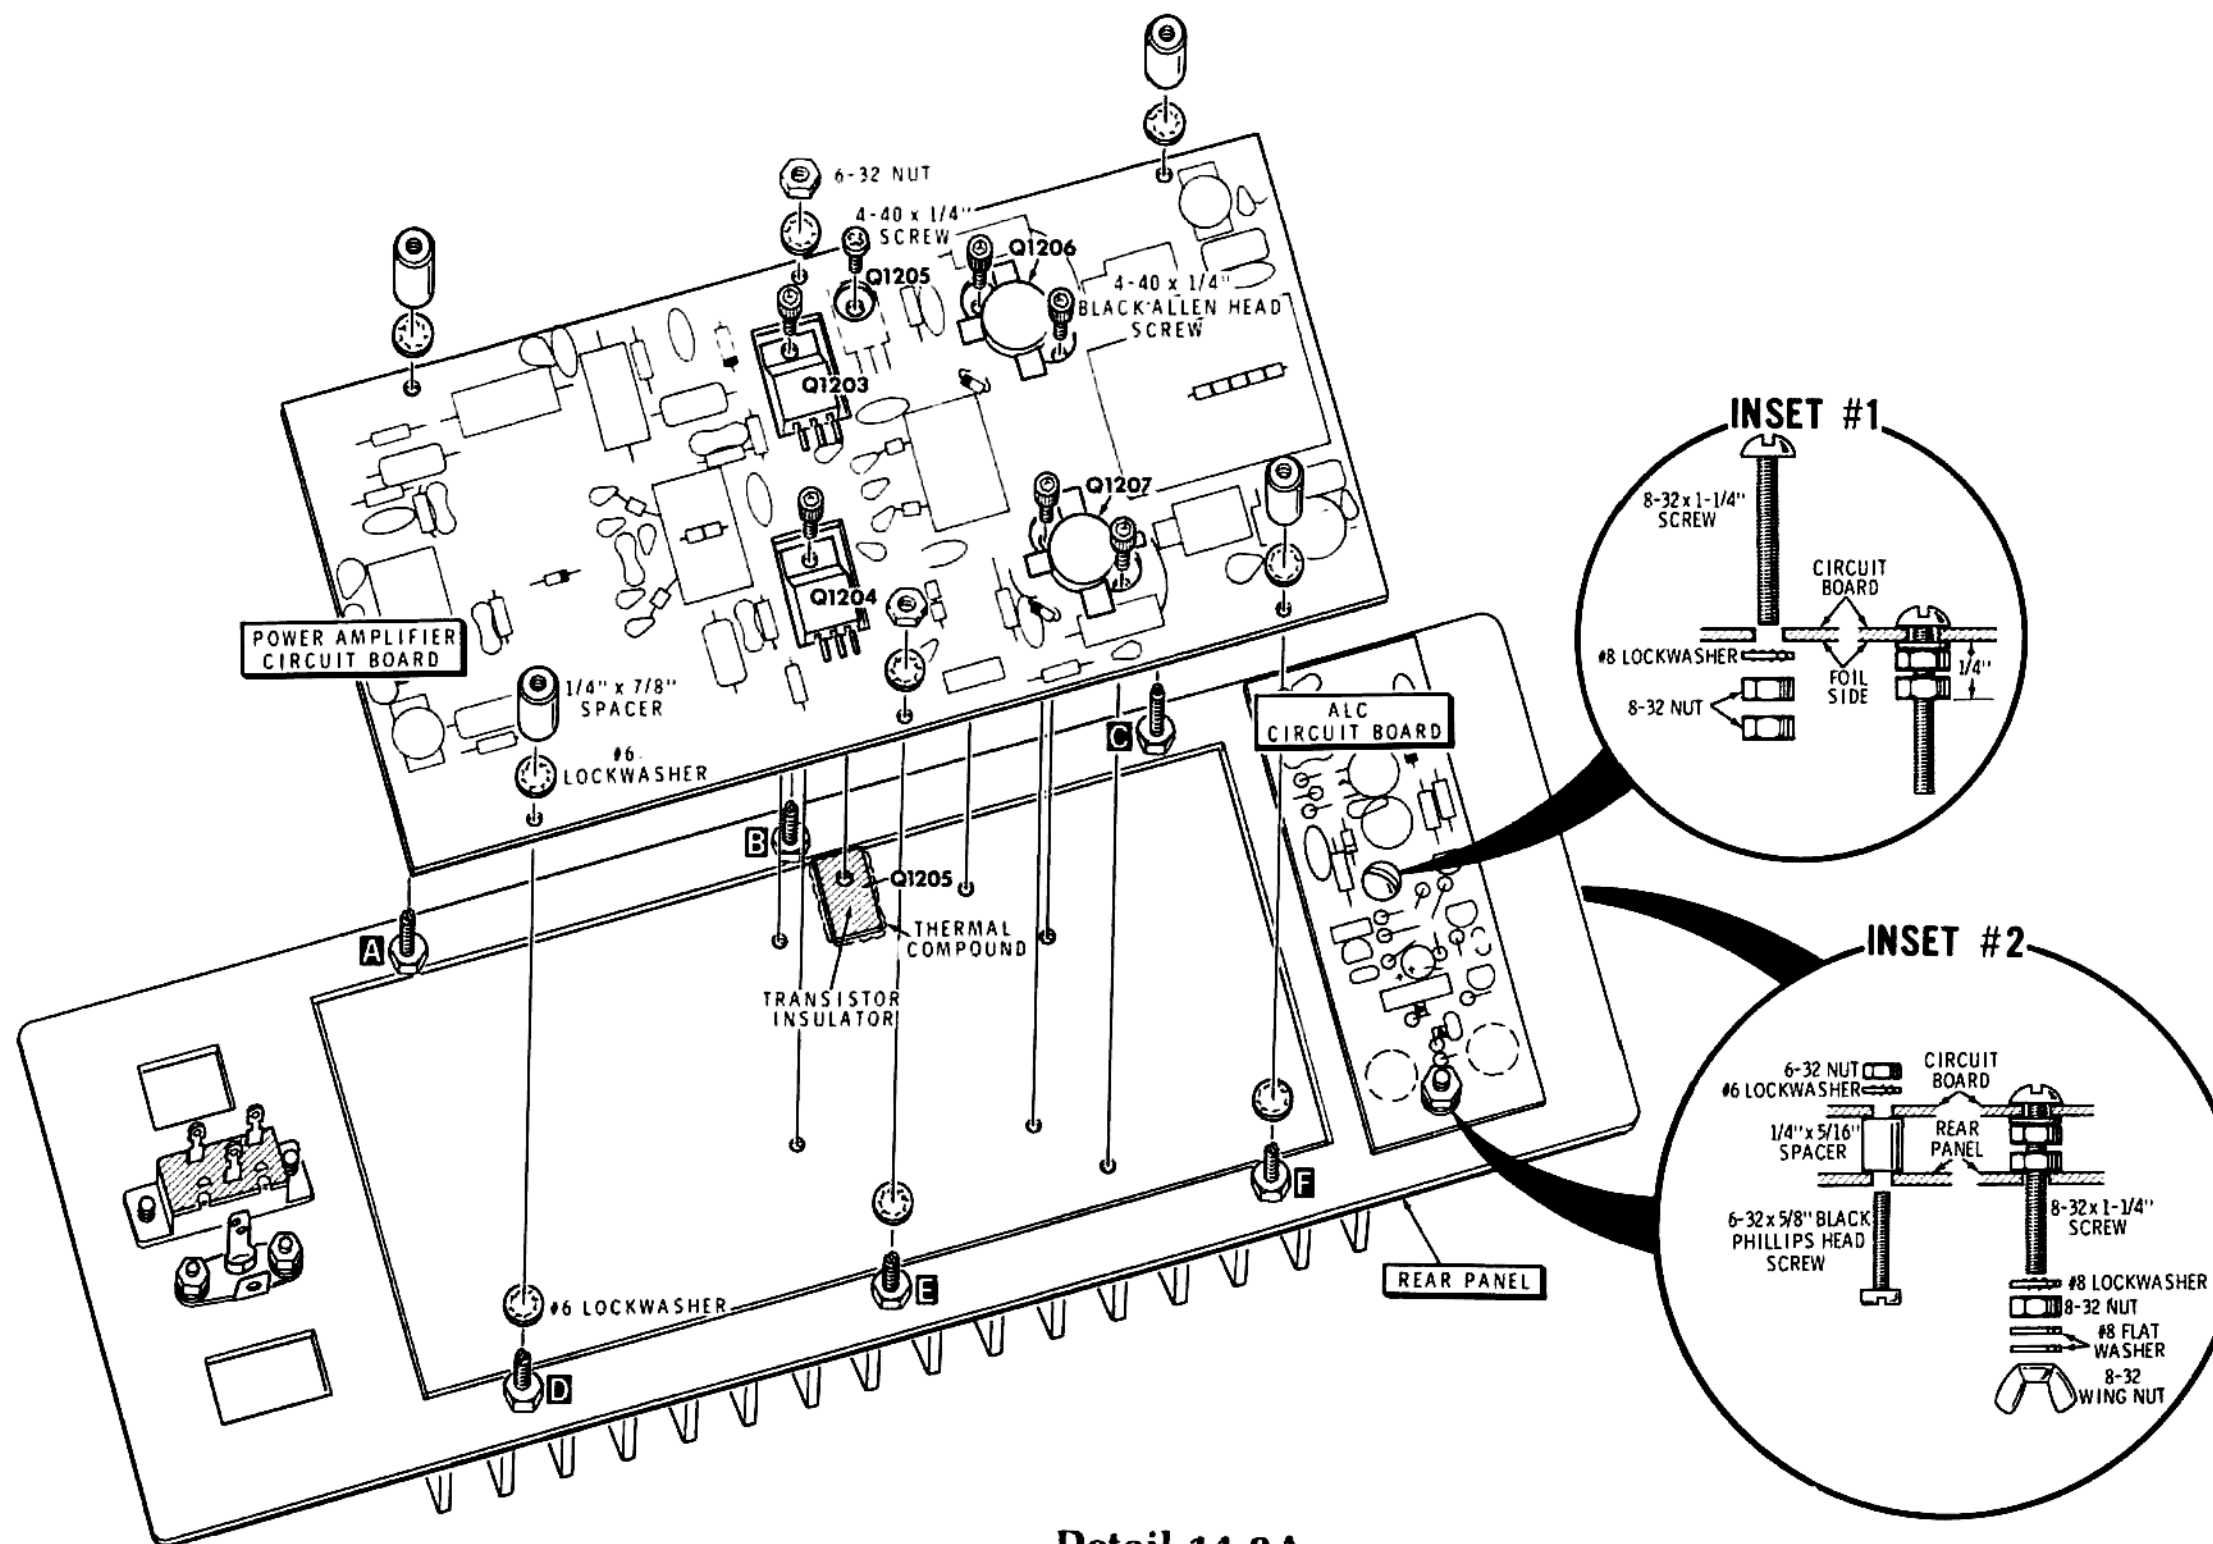 6-32 NUT
4-40 x 1/4"
SCREW
Q1205
Q1206
4-40 x 1/4"
BLACK ALLEN HEAD
SCREW
Q1203
Q1207
Q1204
POWER AMPLIFIER
CIRCUIT BOARD
1/4" x 7/8"
SPACER
#6
LOCKWASHER
C
ALC
CIRCUIT BOARD
B
Q1205
A
THERMAL
COMPOUND
TRANSISTOR
INSULATOR
F
E
#6 LOCKWASHER
D
REAR PANEL
INSET #1
8-32 x 1-1/4"
SCREW
CIRCUIT
BOARD
#8 LOCKWASHER
FOIL
SIDE
1/4"
8-32 NUT
INSET #2
6-32 NUT
#6 LOCKWASHER
CIRCUIT
BOARD
1/4" x 5/16"
SPACER
REAR
PANEL
6-32 x 5/8" BLACK
PHILLIPS HEAD
SCREW
8-32 x 1-1/4"
SCREW
#8 LOCKWASHER
8-32 NUT
#8 FLAT
WASHER
8-32
WING NUT
Detail